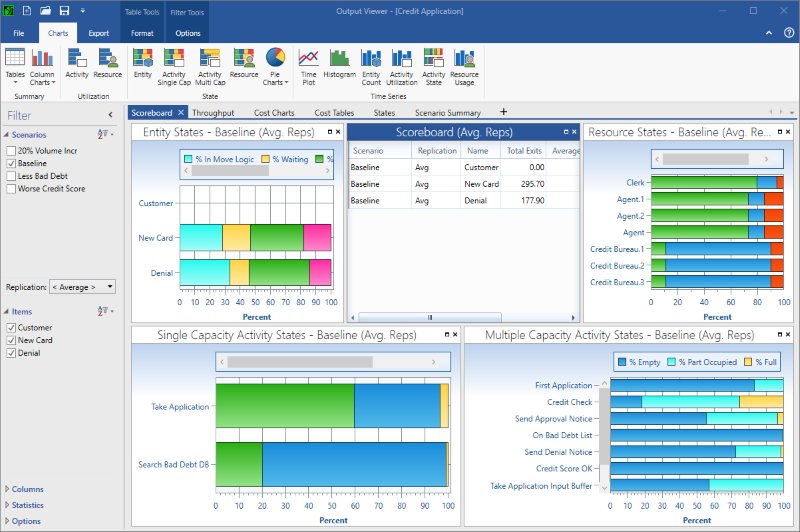 Table Tools Filter Tools Output Viewer - [Credit Application]
File Charts Export Format Options
Tables Column Charts Activity Resource Entity Activity Single Cap Activity Multi Cap Resource Pie Charts Time Plot Histogram Entity Count Activity Utilization Activity State Resource Usage
Summary Utilization State Time Series
Filter
Scenarios
20% Volume Incr
Baseline
Less Bad Debt
Worse Credit Score
Replication: < Average >
Items
Customer
New Card
Denial
Columns
Statistics
Options
Scoreboard Throughput Cost Charts Cost Tables States Scenario Summary
Entity States - Baseline (Avg. Reps)
% In Move Logic % Waiting %
Customer
New Card
Denial
0 10 20 30 40 50 60 70 80 90 100
Percent
Scoreboard (Avg. Reps)
Scenario Replication Name Total Exits Average
Baseline Avg Customer 0.00
Baseline Avg New Card 295.70
Baseline Avg Denial 177.90
Resource States - Baseline (Avg. Re...
Clerk
Agent.1
Agent.2
Agent
Credit Bureau.1
Credit Bureau.2
Credit Bureau.3
0 20 40 60 80 100
Percent
Single Capacity Activity States - Baseline (Avg. Reps)
Take Application
Search Bad Debt DB
0 10 20 30 40 50 60 70 80 90 100
Percent
Multiple Capacity Activity States - Baseline (Avg. Reps)
% Empty % Part Occupied % Full
First Application
Credit Check
Send Approval Notice
On Bad Debt List
Send Denial Notice
Credit Score OK
Take Application Input Buffer
0 10 20 30 40 50 60 70 80 90 100
Percent